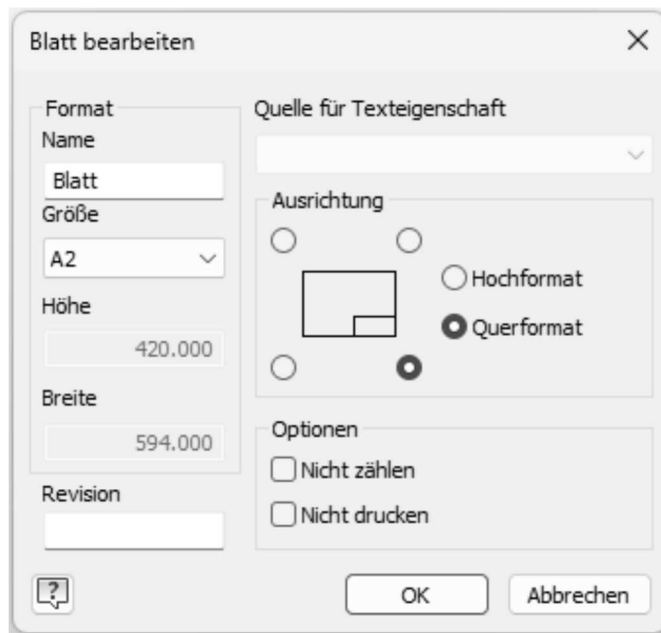 Blatt bearbeiten
Format
Name
Blatt
Größe
A2
Höhe
420.000
Breite
594.000
Revision
Quelle für Texteigenschaft
Ausrichtung
Hochformat
Querformat
Optionen
Nicht zählen
Nicht drucken
?
OK
Abbrechen